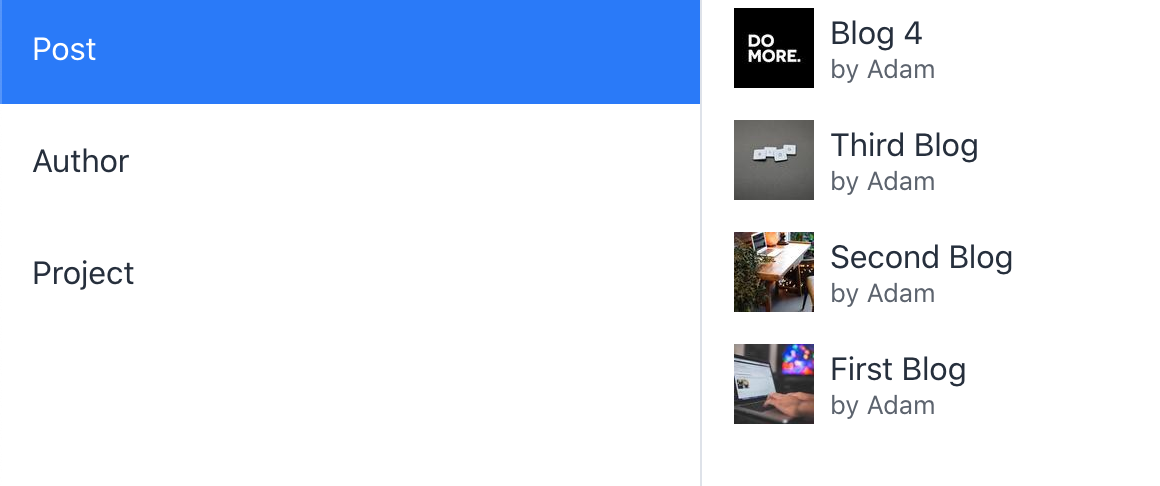 Post
Author
Project
DO
MORE.
Blog 4
by Adam
Third Blog
by Adam
Second Blog
by Adam
First Blog
by Adam